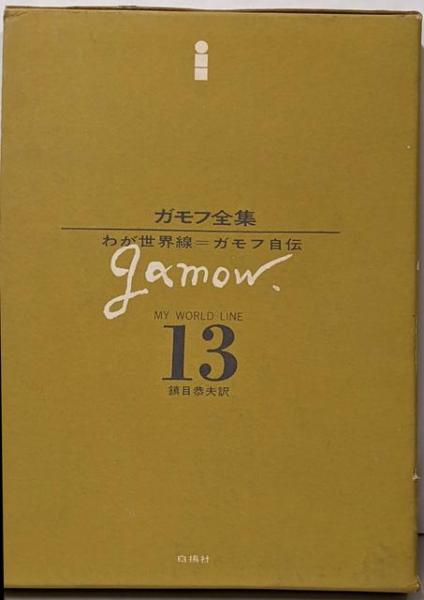 ガモフ全集
わが世界線=ガモフ自伝
gamow.
MY WORLD LINE
13
鎮目恭夫訳
白揚社